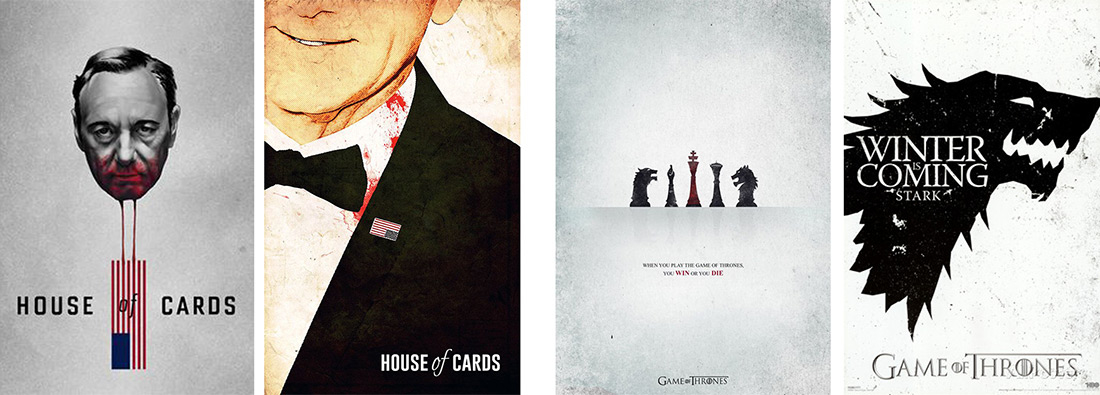 HOUSE of CARDS
HOUSE of CARDS
WHEN YOU PLAY THE GAME OF THRONES,
YOU WIN OR YOU DIE
GAME OF THRONES
WINTER
IS
COMING
STARK
GAME OF THRONES
HBO